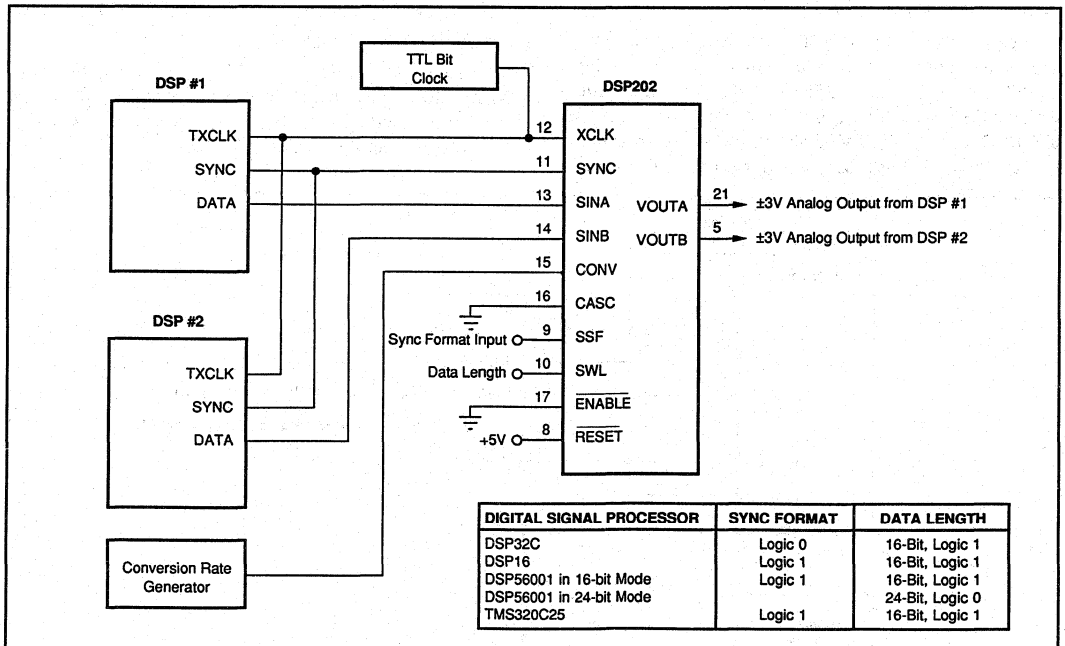 TTL Bit
Clock
DSP #1
DSP202
TXCLK
12
XCLK
SYNC
11
SYNC
DATA
13
SINA
VOUTA
21
±3V Analog Output from DSP #1
14
SINB
VOUTB
5
±3V Analog Output from DSP #2
15
CONV
16
CASC
DSP #2
Sync Format Input
9
SSF
TXCLK
Data Length
10
SWL
SYNC
17
ENABLE
DATA
+5V
8
RESET
Conversion Rate
Generator
DIGITAL SIGNAL PROCESSOR SYNC FORMAT DATA LENGTH
DSP32C Logic 0 16-Bit, Logic 1
DSP16 Logic 1 16-Bit, Logic 1
DSP56001 in 16-bit Mode Logic 1 16-Bit, Logic 1
DSP56001 in 24-bit Mode 24-Bit, Logic 0
TMS320C25 Logic 1 16-Bit, Logic 1